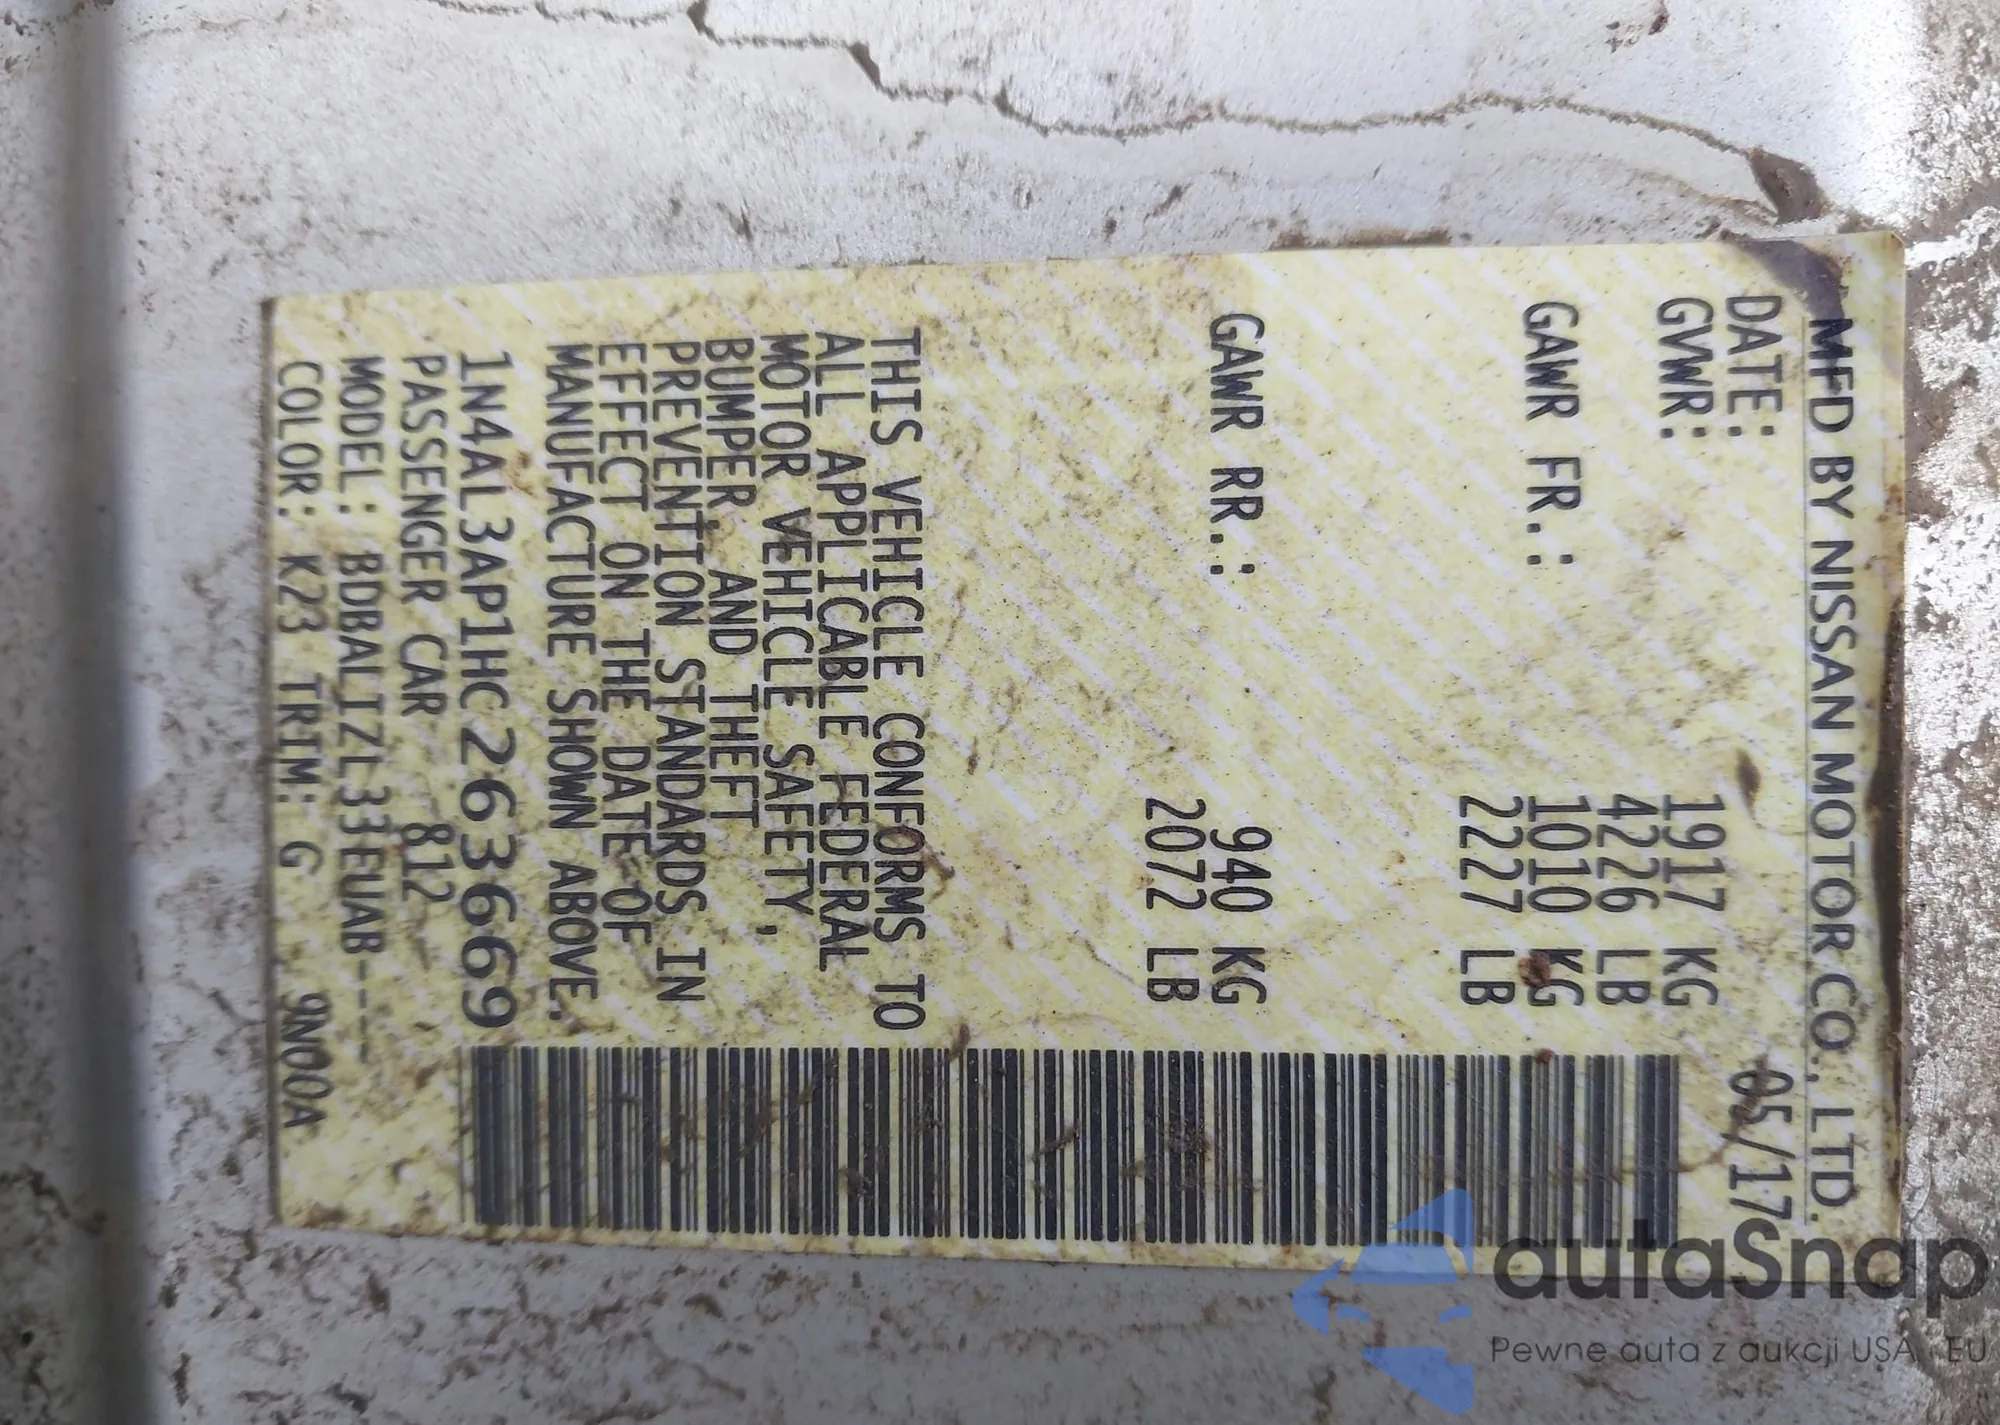 MFD BY NISSAN MOTOR CO., LTD.
DATE: 05/17
GVWR: 1917 KG
4226 LB
GAWR FR.: 1010 KG
2227 LB
GAWR RR.: 940 KG
2072 LB
THIS VEHICLE CONFORMS TO
ALL APPLICABLE FEDERAL
MOTOR VEHICLE SAFETY,
BUMPER, AND THEFT
PREVENTION STANDARDS IN
EFFECT ON THE DATE OF
MANUFACTURE SHOWN ABOVE.
1N4AL3AP1HC263669
PASSENGER CAR 812
MODEL: BDBALIZL33EUAB----
COLOR: K23 TRIM: G 9N00A
autaSnap
Pewne auta z aukcji USA i EU